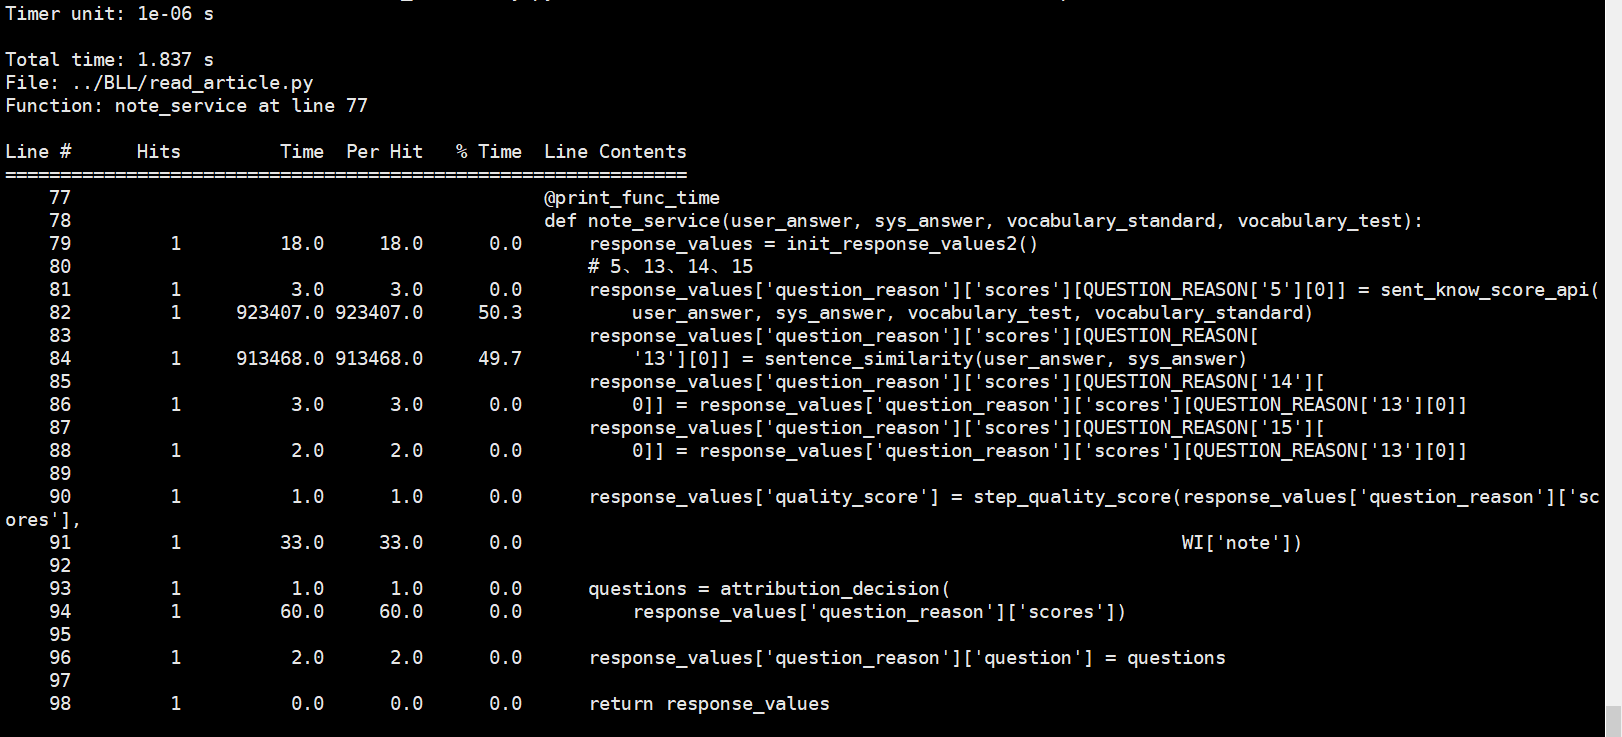 Timer unit: 1e-06 s

Total time: 1.837 s
File: ../BLL/read_article.py
Function: note_service at line 77

Line #      Hits         Time  Per Hit   % Time  Line Contents
==============================================================
    77                                           @print_func_time
    78                                           def note_service(user_answer, sys_answer, vocabulary_standard, vocabulary_test):
    79         1         18.0     18.0      0.0      response_values = init_response_values2()
    80                                               # 5、13、14、15
    81         1          3.0      3.0      0.0      response_values['question_reason']['scores'][QUESTION_REASON['5'][0]] = sent_know_score_api(
    82         1     923407.0 923407.0     50.3          user_answer, sys_answer, vocabulary_test, vocabulary_standard)
    83                                               response_values['question_reason']['scores'][QUESTION_REASON[
    84         1     913468.0 913468.0     49.7          '13'][0]] = sentence_similarity(user_answer, sys_answer)
    85                                               response_values['question_reason']['scores'][QUESTION_REASON['14'][
    86         1          3.0      3.0      0.0          0]] = response_values['question_reason']['scores'][QUESTION_REASON['13'][0]]
    87                                               response_values['question_reason']['scores'][QUESTION_REASON['15'][
    88         1          2.0      2.0      0.0          0]] = response_values['question_reason']['scores'][QUESTION_REASON['13'][0]]
    89
    90         1          1.0      1.0      0.0      response_values['quality_score'] = step_quality_score(response_values['question_reason']['sc
ores'],
    91         1         33.0     33.0      0.0                                                            WI['note'])
    92
    93         1          1.0      1.0      0.0      questions = attribution_decision(
    94         1         60.0     60.0      0.0          response_values['question_reason']['scores'])
    95
    96         1          2.0      2.0      0.0      response_values['question_reason']['question'] = questions
    97
    98         1          0.0      0.0      0.0      return response_values